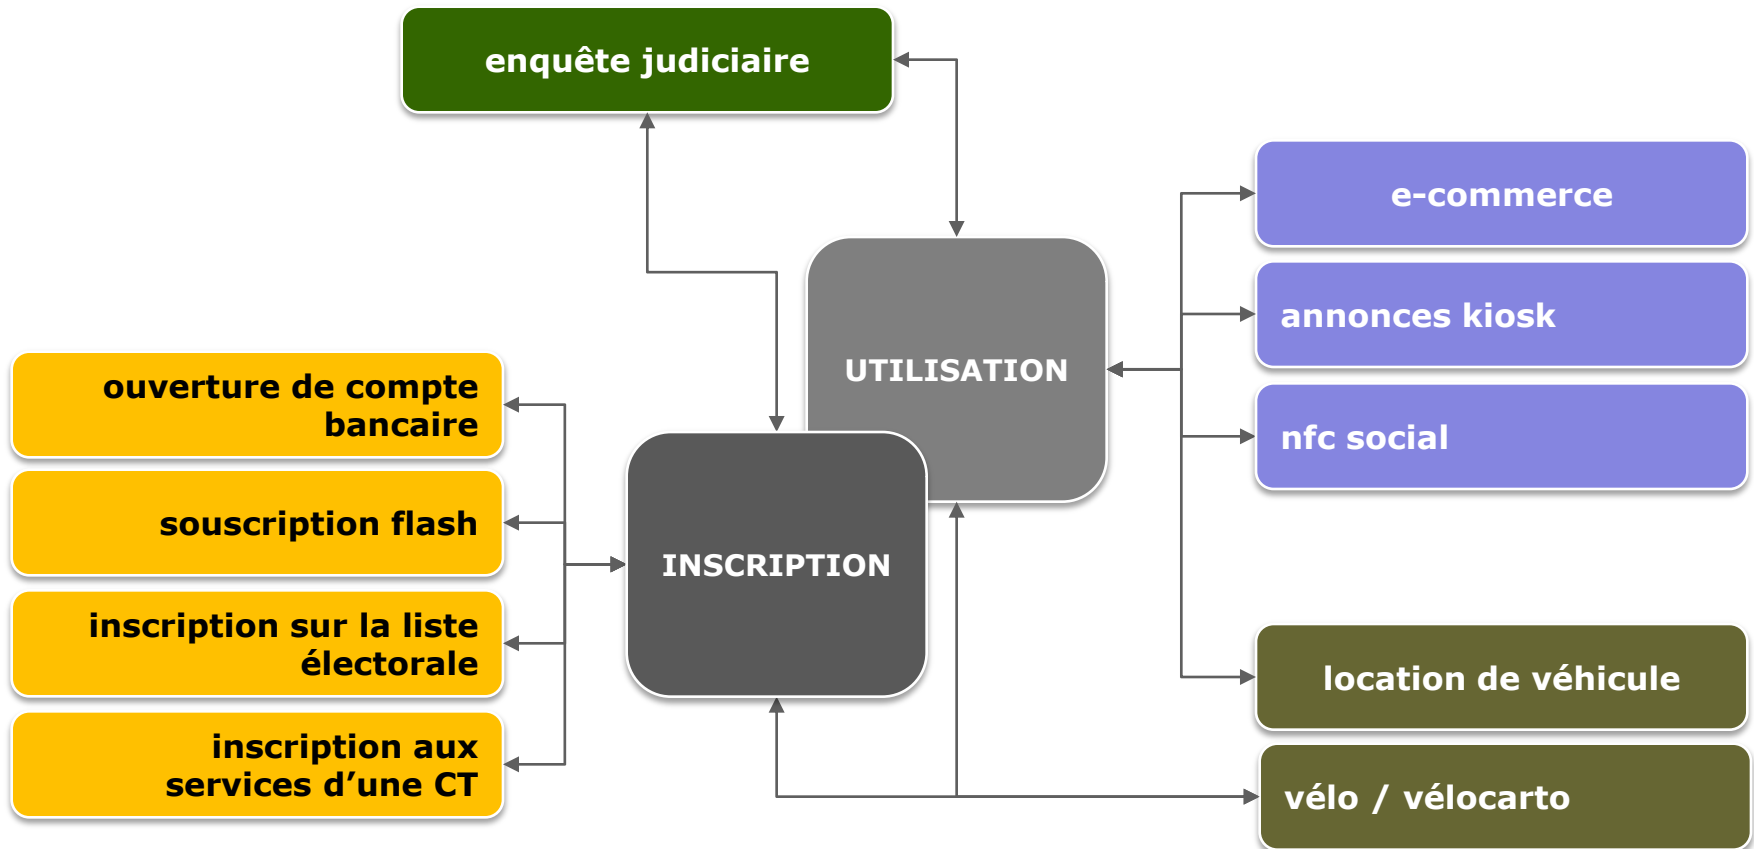 enquête judiciaire
e-commerce
annonces kiosk
UTILISATION
ouverture de compte
bancaire
nfc social
souscription flash
INSCRIPTION
inscription sur la liste
électorale
location de véhicule
inscription aux
services d’une CT
vélo / vélocarto